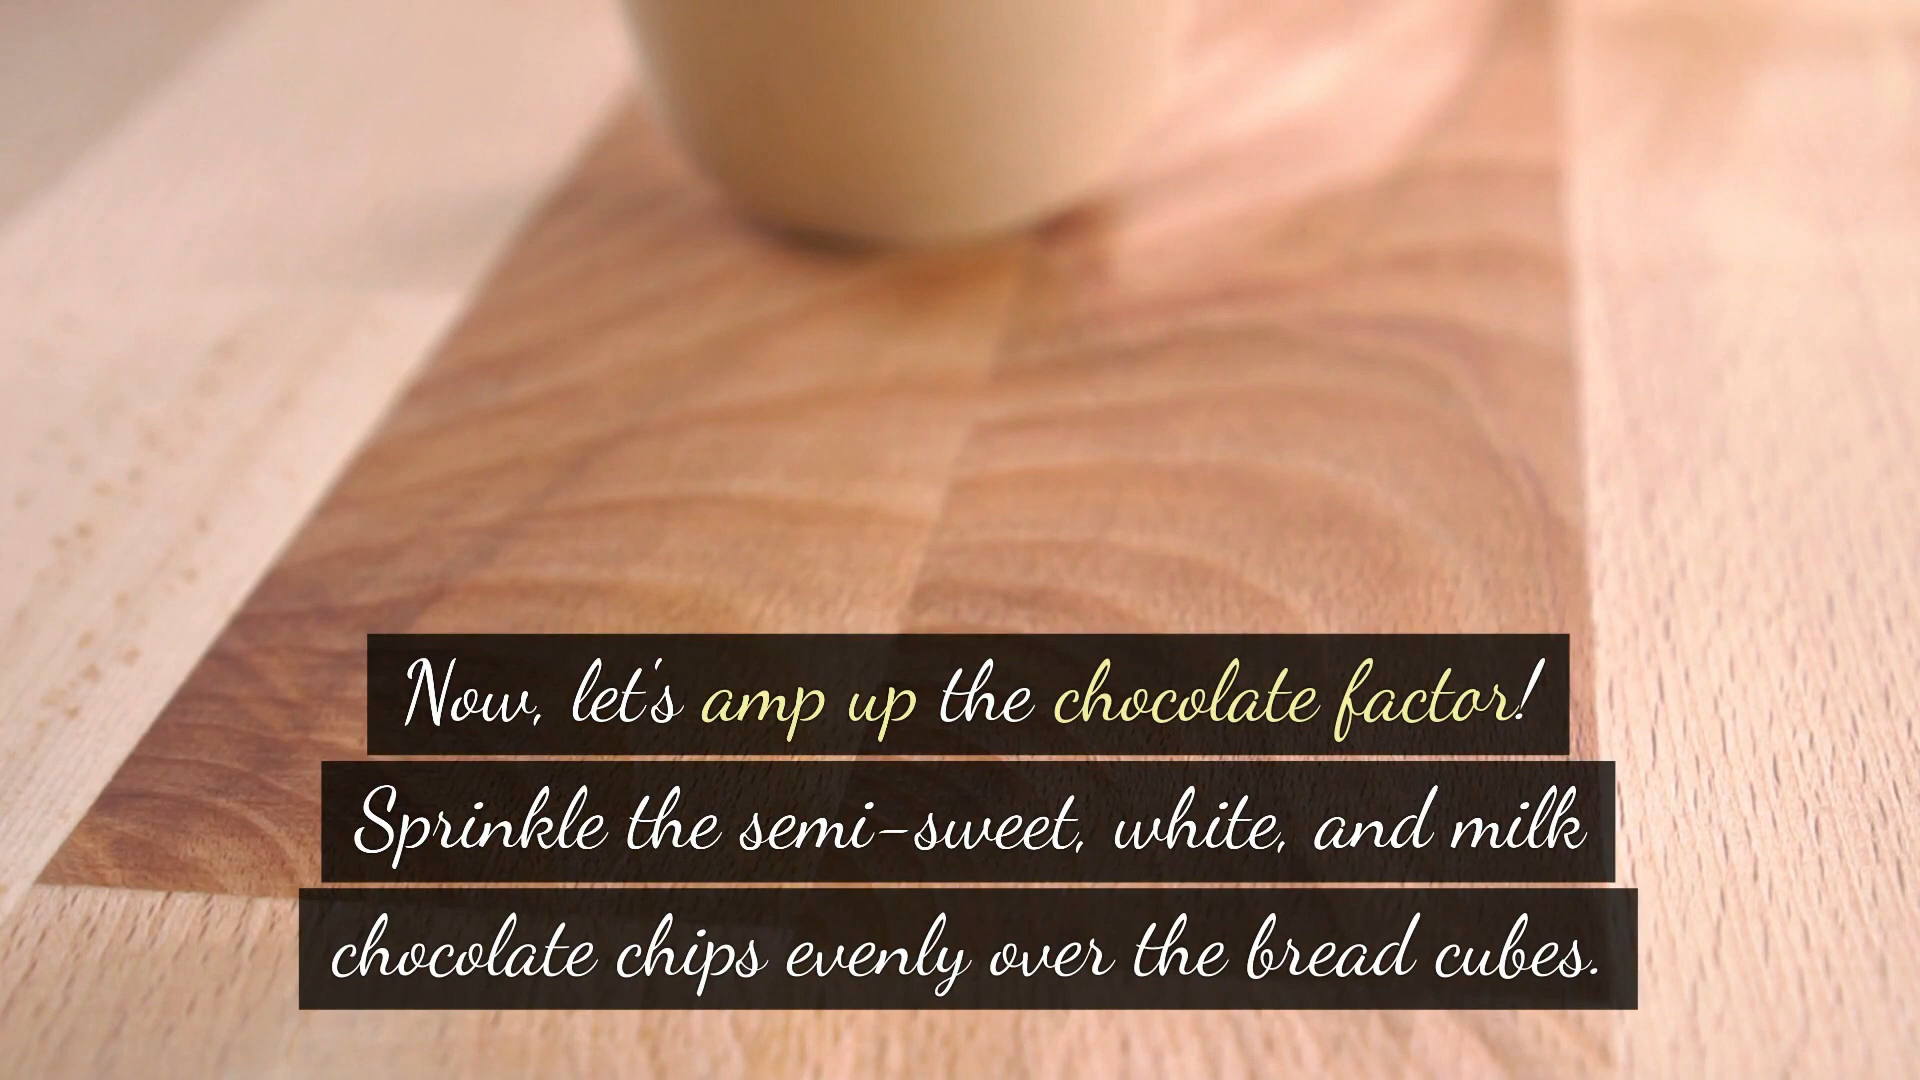 Now, let's amp up the chocolate factor!
Sprinkle the semi-sweet, white, and milk
chocolate chips evenly over the bread cubes.